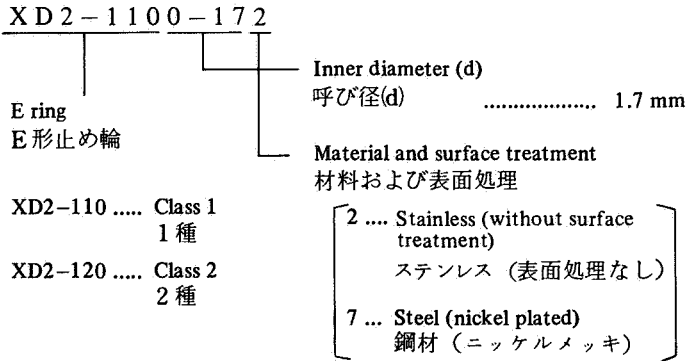 XD2-1100-172
Inner diameter (d)
呼び径(d) .................... 1.7 mm
E ring
E形止め輪
Material and surface treatment
材料および表面処理
XD2-110 ..... Class 1
1種
XD2-120 ..... Class 2
2種
2 .... Stainless (without surface
treatment)
ステンレス (表面処理なし)
7 ... Steel (nickel plated)
鋼材 (ニッケルメッキ)